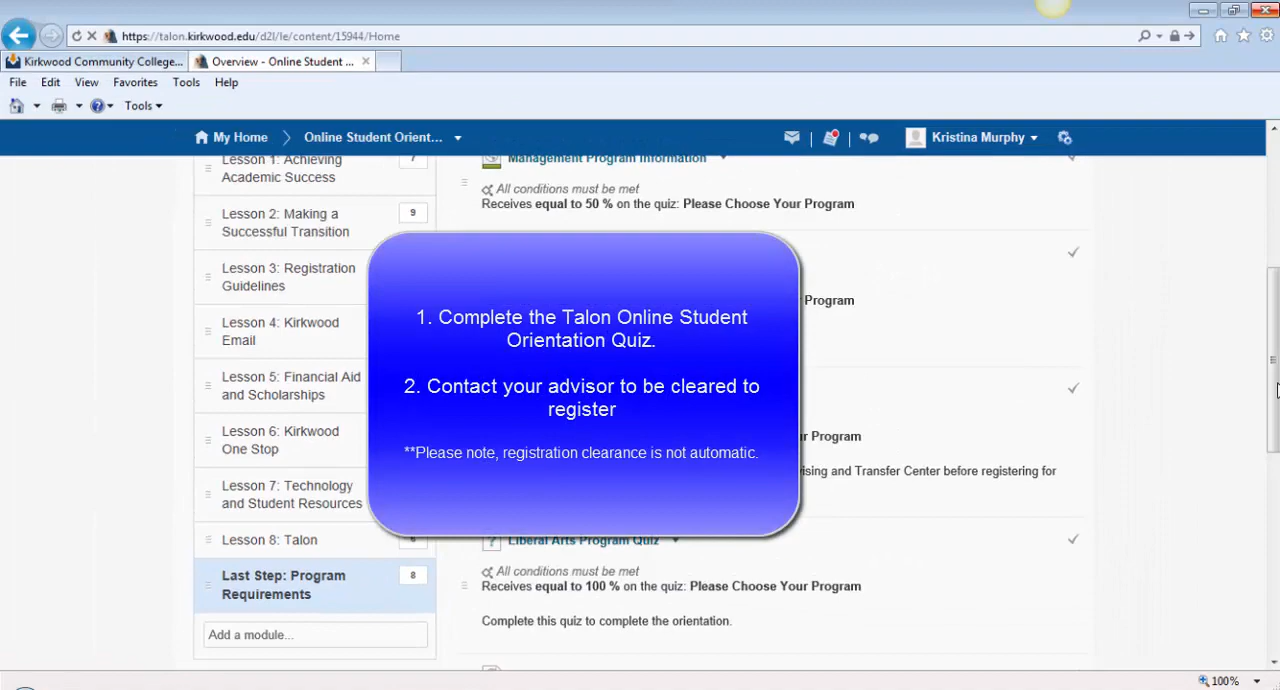 https://talon.kirkwood.edu/d2l/le/content/15944/Home
Kirkwood Community College...
Overview - Online Student ...
File Edit View Favorites Tools Help
Tools
My Home
Online Student Orient...
Kristina Murphy
Lesson 1: Achieving
Academic Success
7
Lesson 2: Making a
Successful Transition
9
Lesson 3: Registration
Guidelines
Lesson 4: Kirkwood
Email
Lesson 5: Financial Aid
and Scholarships
Lesson 6: Kirkwood
One Stop
Lesson 7: Technology
and Student Resources
Lesson 8: Talon
6
Last Step: Program
Requirements
8
Add a module...
Management Program Information
All conditions must be met
Receives equal to 50 % on the quiz: Please Choose Your Program
Program
r Program
ising and Transfer Center before registering for
1. Complete the Talon Online Student
Orientation Quiz.
2. Contact your advisor to be cleared to
register
**Please note, registration clearance is not automatic.
Liberal Arts Program Quiz
All conditions must be met
Receives equal to 100 % on the quiz: Please Choose Your Program
Complete this quiz to complete the orientation.
100%